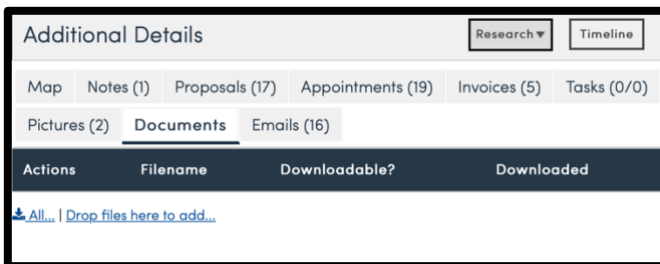 Additional Details Research ▼ Timeline
Map Notes (1) Proposals (17) Appointments (19) Invoices (5) Tasks (0/0)
Pictures (2) Documents Emails (16)
Actions Filename Downloadable? Downloaded
All... | Drop files here to add...